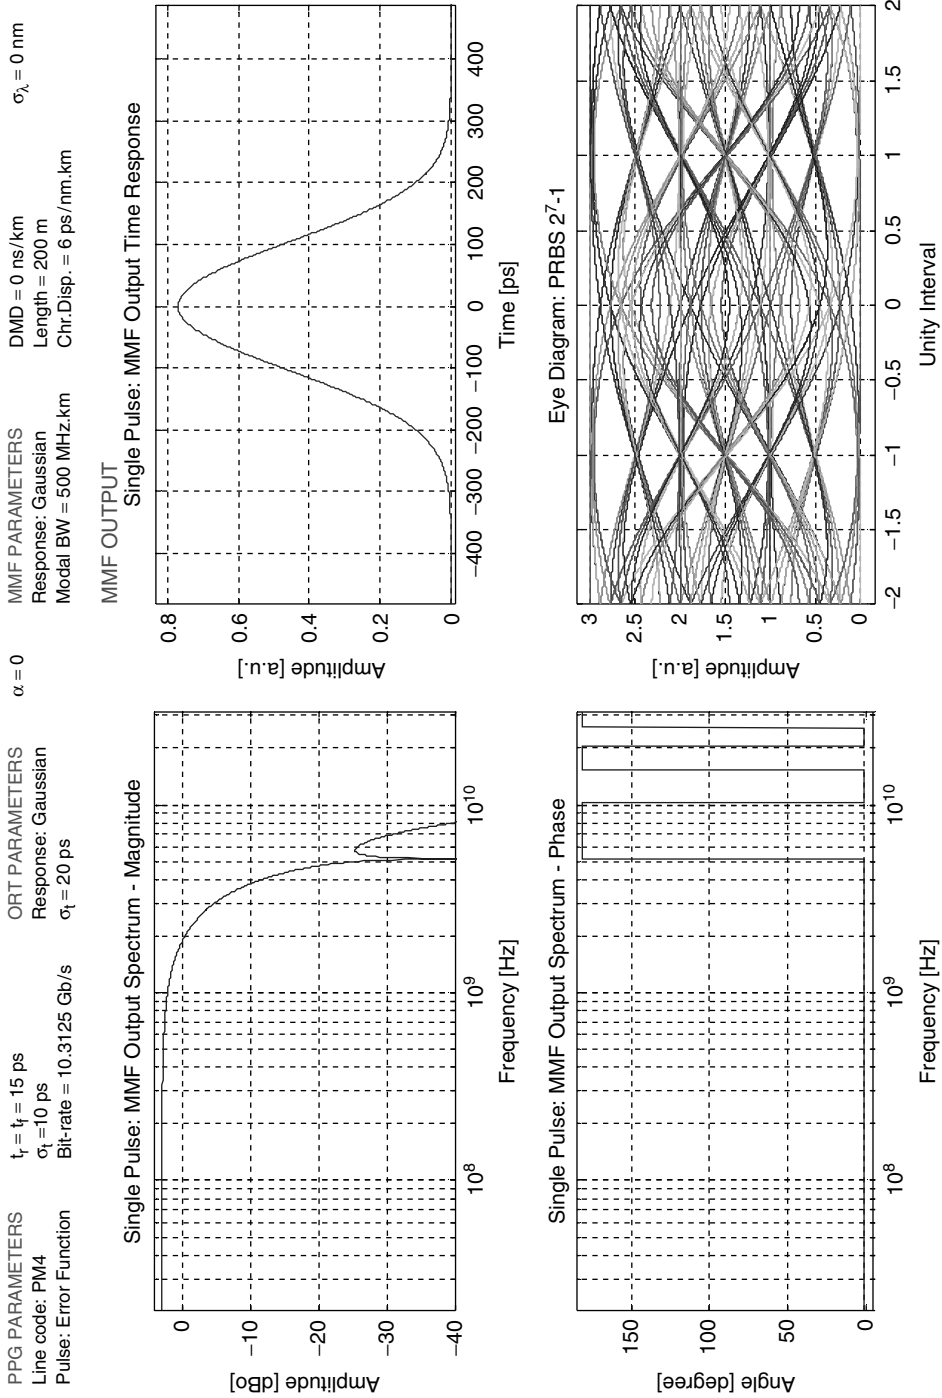 PPG PARAMETERS
Line code: PM4
Pulse: Error Function
tr = tf = 15 ps
σt =10 ps
Bit-rate = 10.3125 Gb/s
ORT PARAMETERS
Response: Gaussian
σt = 20 ps
α = 0
MMF PARAMETERS
Response: Gaussian
Modal BW = 500 MHz.km
DMD = 0 ns/km
Length = 200 m
Chr.Disp. = 6 ps/nm.km
σλ = 0 nm
MMF OUTPUT
Single Pulse: MMF Output Spectrum - Magnitude
Amplitude [dBo]
0
−10
−20
−30
−40
10^8
10^9
10^10
Frequency [Hz]
Single Pulse: MMF Output Time Response
Amplitude [a.u.]
0.8
0.6
0.4
0.2
0
−400
−300
−200
−100
0
100
200
300
400
Time [ps]
Single Pulse: MMF Output Spectrum - Phase
Angle [degree]
150
100
50
0
10^8
10^9
10^10
Frequency [Hz]
Eye Diagram: PRBS 2^7-1
Amplitude [a.u.]
3
2.5
2
1.5
1
0.5
0
−2
−1.5
−1
−0.5
0
0.5
1
1.5
2
Unity Interval